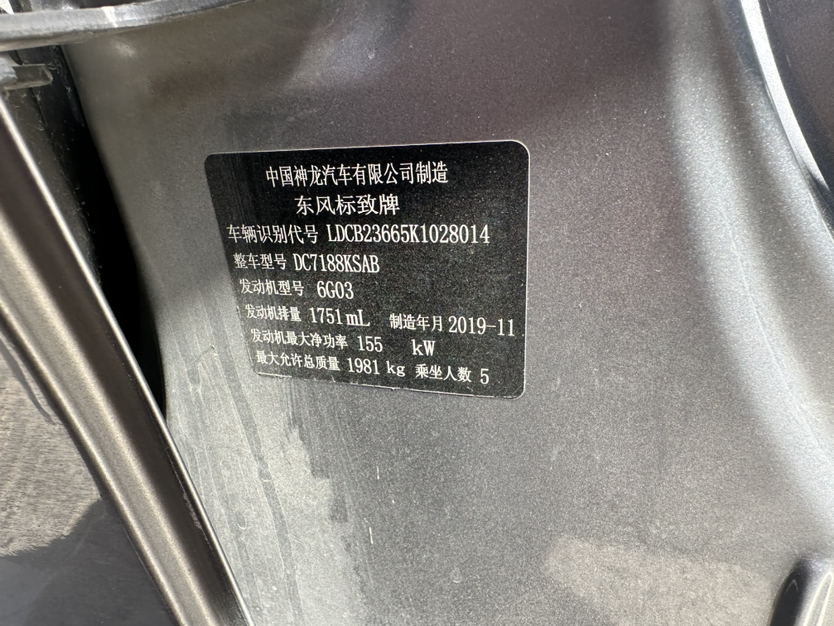 中国神龙汽车有限公司制造
东风标致牌
车辆识别代号 LDCB23665K1028014
整车型号 DC7188KSAB
发动机型号 6G03
发动机排量 1751mL 制造年月 2019-11
发动机最大净功率 155 kW
最大允许总质量 1981 kg 乘坐人数 5